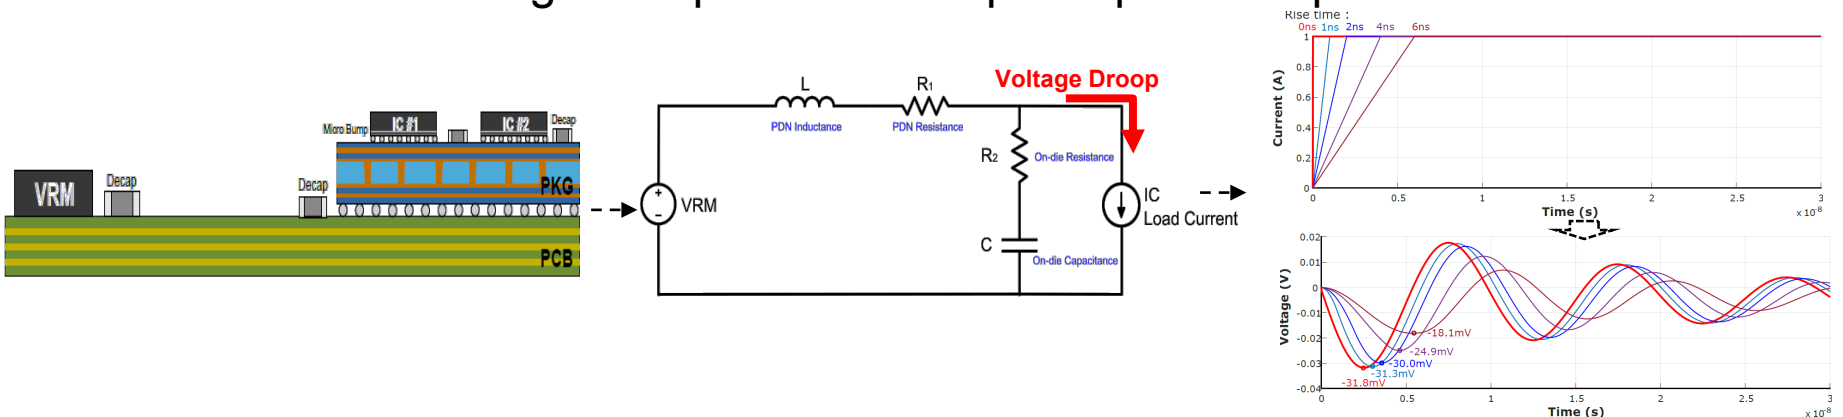 VRM
Decap
Decap
Micro Bump
IC #1
IC #2
Decap
PKG
PCB
VRM
L
PDN Inductance
R1
PDN Resistance
Voltage Droop
R2
On-die Resistance
C
On-die Capacitance
IC
Load Current
Rise time :
0ns 1ns 2ns 4ns 6ns
Current (A)
1
0.8
0.6
0.4
0.2
0
0 0.5 1 1.5 2 2.5 3
Time (s)
x 10-8
Voltage (V)
0.02
0.01
0
-0.01
-0.02
-0.03
-0.04
-18.1mV
-24.9mV
-30.0mV
-31.3mV
-31.8mV
0 0.5 1 1.5 2 2.5 3
Time (s)
x 10-8